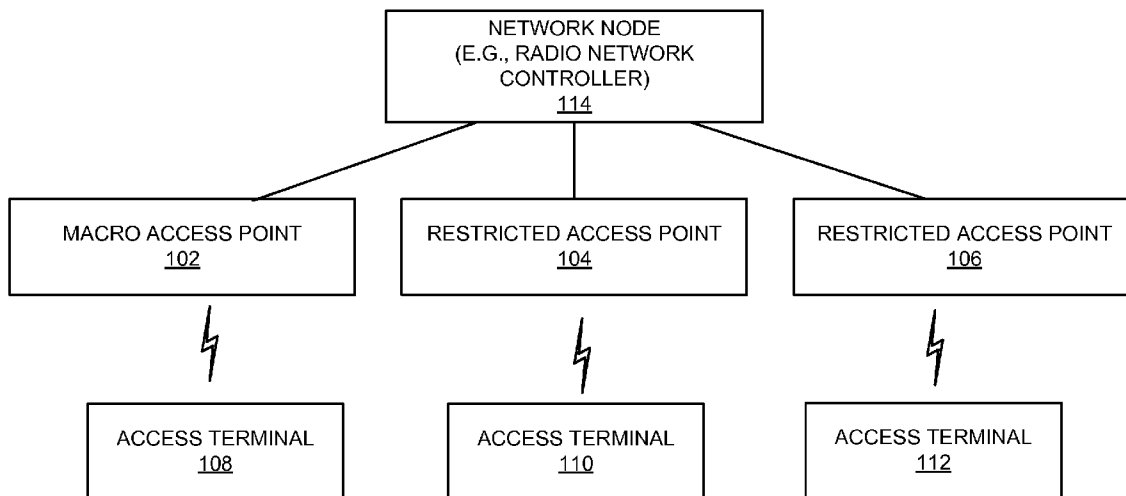 NETWORK NODE
(E.G., RADIO NETWORK
CONTROLLER)
114
MACRO ACCESS POINT
102
RESTRICTED ACCESS POINT
104
RESTRICTED ACCESS POINT
106
ACCESS TERMINAL
108
ACCESS TERMINAL
110
ACCESS TERMINAL
112